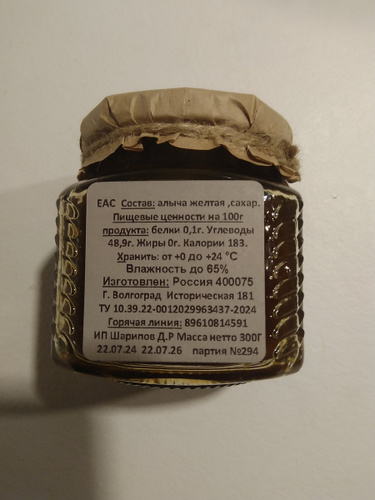 ЕАС Состав: алыча желтая ,сахар.
Пищевые ценности на 100г
продукта: белки 0,1г. Углеводы
48,9г. Жиры 0г. Калории 183.
Хранить: от +0 до +24 °C
Влажность до 65%
Изготовлен: Россия 400075
Г. Волгоград Историческая 181
ТУ 10.39.22-0012029963437-2024
Горячая линия: 89610814591
ИП Шарипов Д.Р Масса нетто 300Г
22.07.24 22.07.26 партия №294